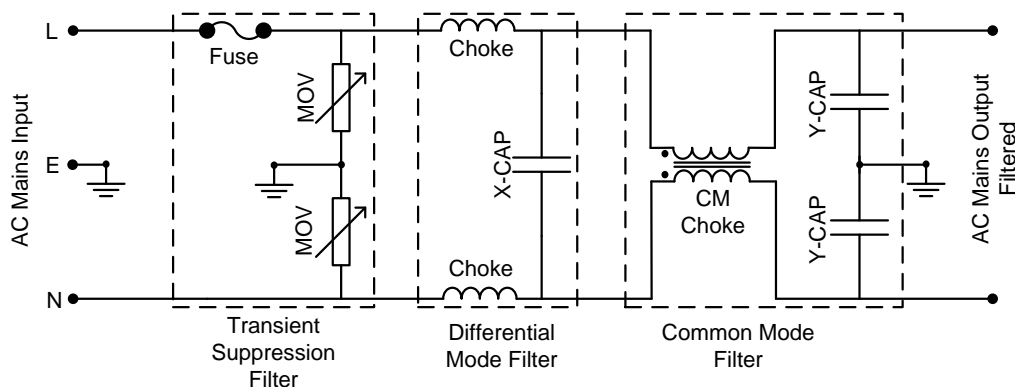 L
Fuse
MOV
MOV
Choke
X-CAP
Choke
CM
Choke
Y-CAP
Y-CAP
AC Mains Input
E
N
AC Mains Output
Filtered
Transient
Suppression
Filter
Differential
Mode Filter
Common Mode
Filter